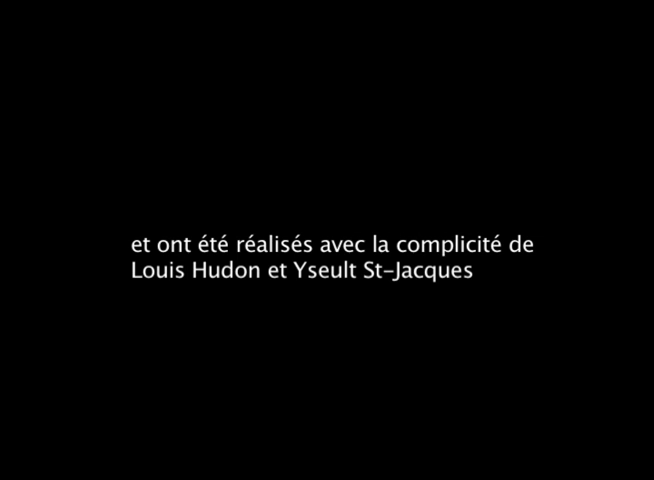 et ont été réalisés avec la complicité de
Louis Hudon et Yseult St-Jacques